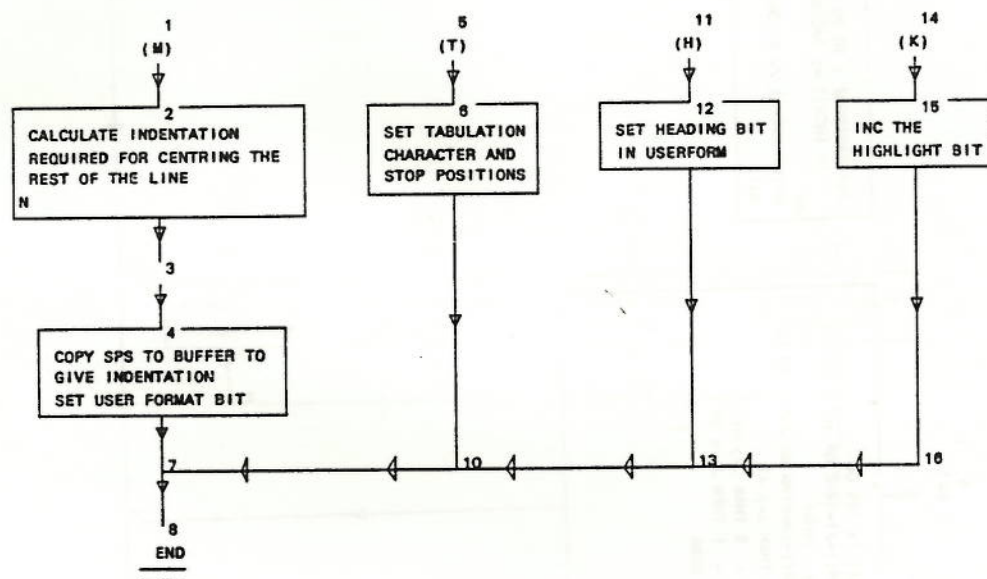 1 5 11 14
(M) (T) (H) (K)
2 6 12 15
CALCULATE INDENTATION
REQUIRED FOR CENTRING THE
REST OF THE LINE
N
SET TABULATION
CHARACTER AND
STOP POSITIONS
SET HEADING BIT
IN USERFORM
INC THE
HIGHLIGHT BIT
3
4
COPY SPS TO BUFFER TO
GIVE INDENTATION
SET USER FORMAT BIT
7 10 13 16
8
END